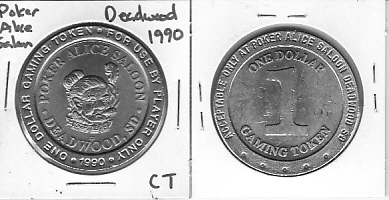 Poker
Alice
Saloon
Deadwood
1990
ONE DOLLAR GAMING TOKEN • FOR USE BY PLAYER ONLY •
POKER ALICE SALOON
DEADWOOD, SD.
• 1990 •
CT
ACCEPTABLE ONLY AT POKER ALICE SALOON DEADWOOD SD
ONE DOLLAR
1
GAMING TOKEN